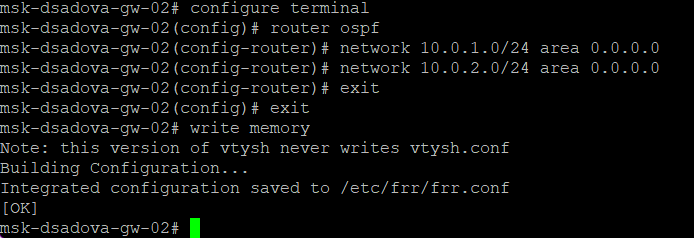 msk-dsadova-gw-02# configure terminal
msk-dsadova-gw-02(config)# router ospf
msk-dsadova-gw-02(config-router)# network 10.0.1.0/24 area 0.0.0.0
msk-dsadova-gw-02(config-router)# network 10.0.2.0/24 area 0.0.0.0
msk-dsadova-gw-02(config-router)# exit
msk-dsadova-gw-02(config)# exit
msk-dsadova-gw-02# write memory
Note: this version of vtysh never writes vtysh.conf
Building Configuration...
Integrated configuration saved to /etc/frr/frr.conf
[OK]
msk-dsadova-gw-02#